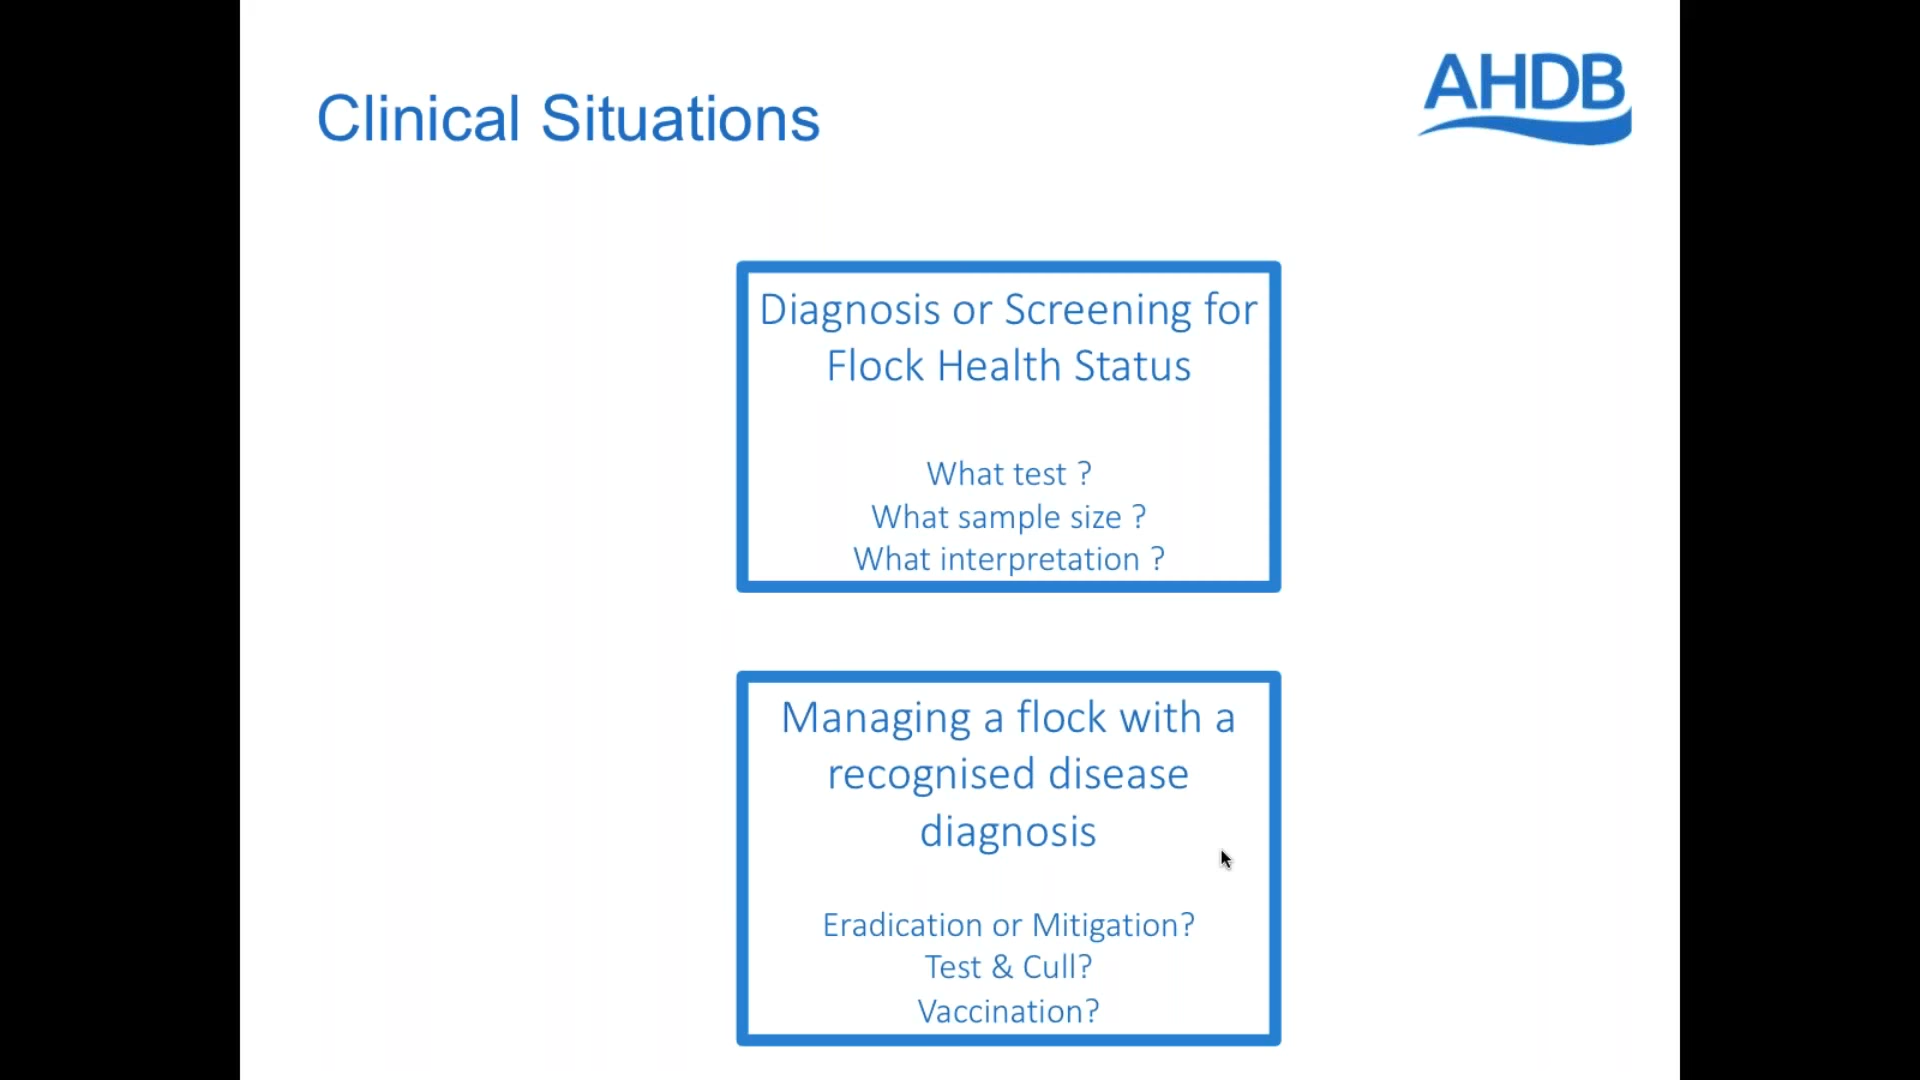 Clinical Situations
AHDB
Diagnosis or Screening for
Flock Health Status
What test ?
What sample size ?
What interpretation ?
Managing a flock with a
recognised disease
diagnosis
Eradication or Mitigation?
Test & Cull?
Vaccination?